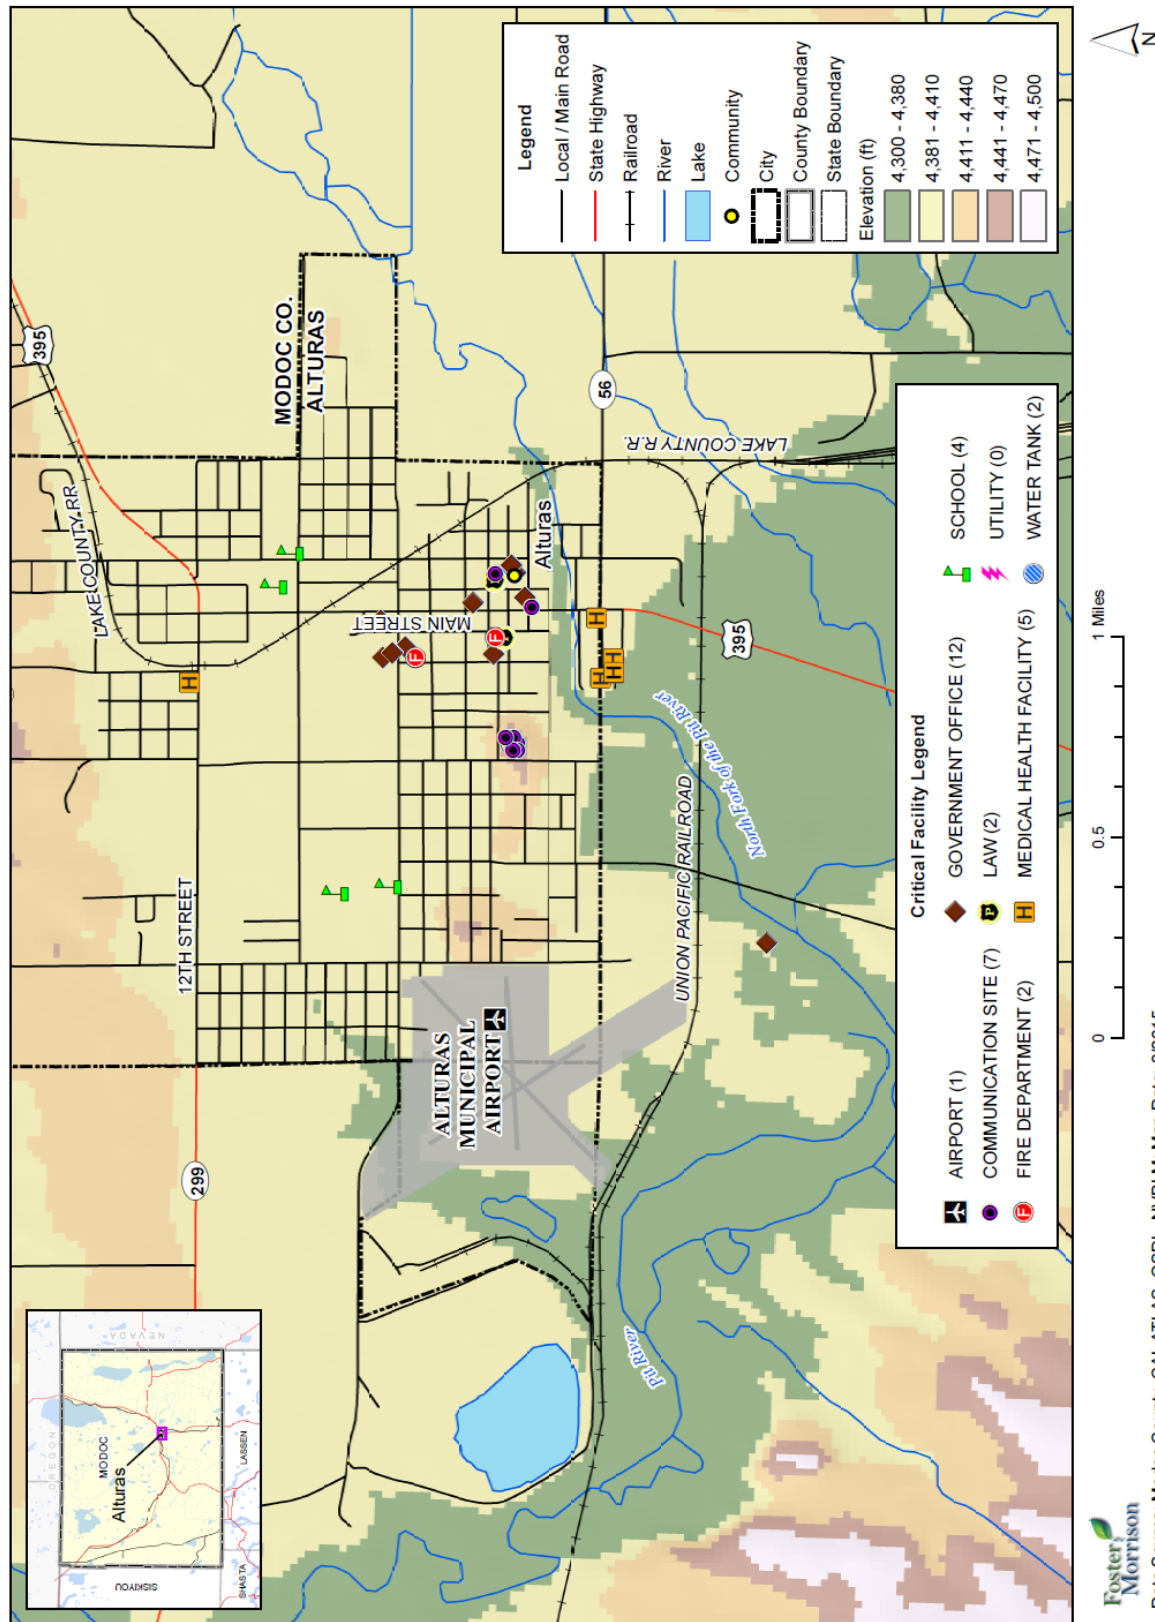 OREGON
NEVADA
MODOC
Alturas
SISKIYOU
SHASTA
LASSEN
299
12TH STREET
LAKE COUNTY RR
395
MODOC CO.
ALTURAS
ALTURAS
MUNICIPAL
AIRPORT
MAIN STREET
Alturas
56
LAKE COUNTY R.R.
395
UNION PACIFIC RAILROAD
North Fork of the Pit River
Pit River
Legend
Local / Main Road
State Highway
Railroad
River
Lake
Community
City
County Boundary
State Boundary
Elevation (ft)
4,300 - 4,380
4,381 - 4,410
4,411 - 4,440
4,441 - 4,470
4,471 - 4,500
Critical Facility Legend
AIRPORT (1)
COMMUNICATION SITE (7)
FIRE DEPARTMENT (2)
GOVERNMENT OFFICE (12)
LAW (2)
MEDICAL HEALTH FACILITY (5)
SCHOOL (4)
UTILITY (0)
WATER TANK (2)
0 0.5 1 Miles
N
Foster
Morrison